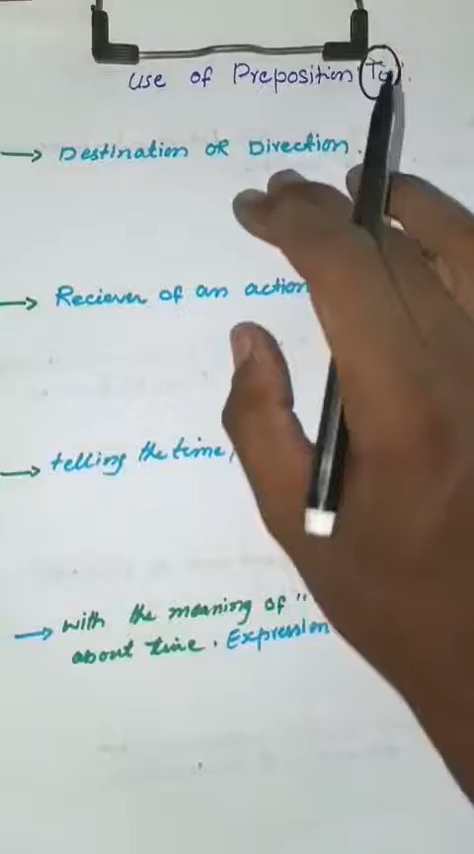 Use of Preposition 'To'.
→ Destination OR Direction.
→ Reciever of an action
→ telling the time,
→ with the meaning of "
about time. Expression